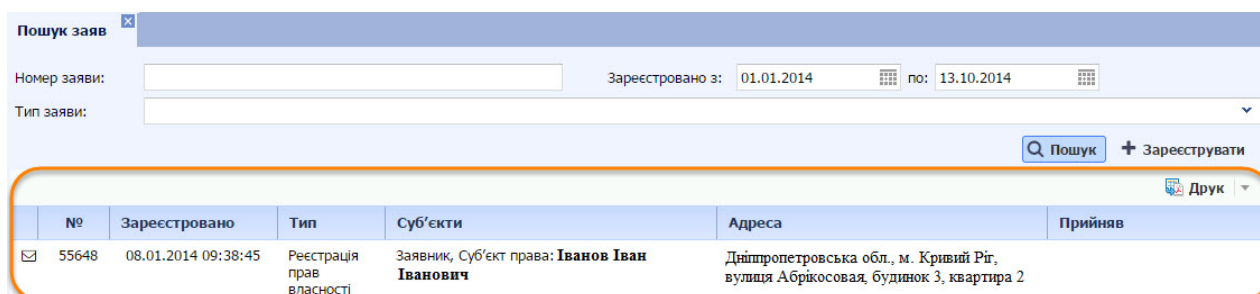 Пошук заяв
Номер заяви: Зареєстровано з: 01.01.2014 по: 13.10.2014
Тип заяви:
Пошук Зареєструвати
Друк
№ Зареєстровано Тип Суб’єкти Адреса Прийняв
55648 08.01.2014 09:38:45 Реєстрація Заявник, Суб’єкт права: Іванов Іван Дніпропетровська обл., м. Кривий Ріг,
прав Іванович вулиця Абрікосовая, будинок 3, квартира 2
власності